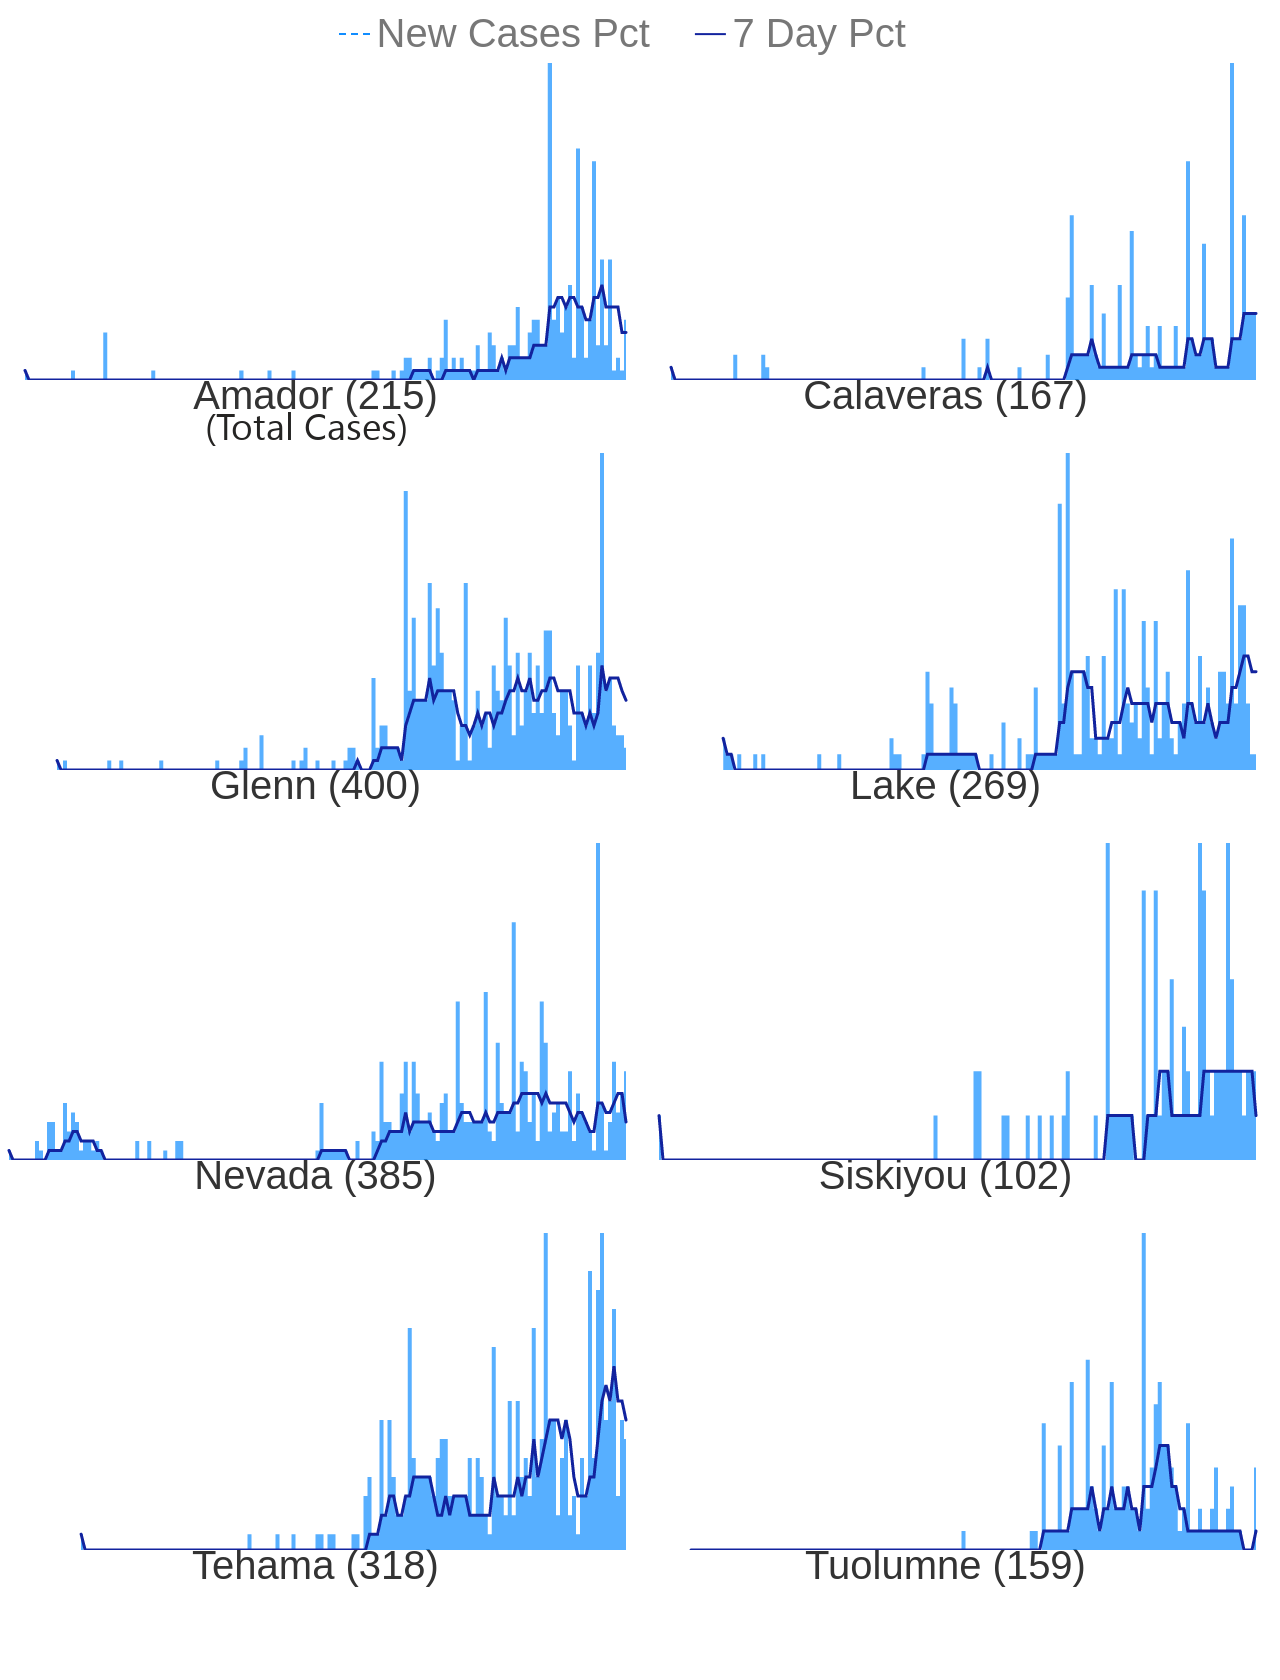 New Cases Pct 7 Day Pct
Amador (215) Calaveras (167)
(Total Cases)
Glenn (400) Lake (269)
Nevada (385) Siskiyou (102)
Tehama (318) Tuolumne (159)